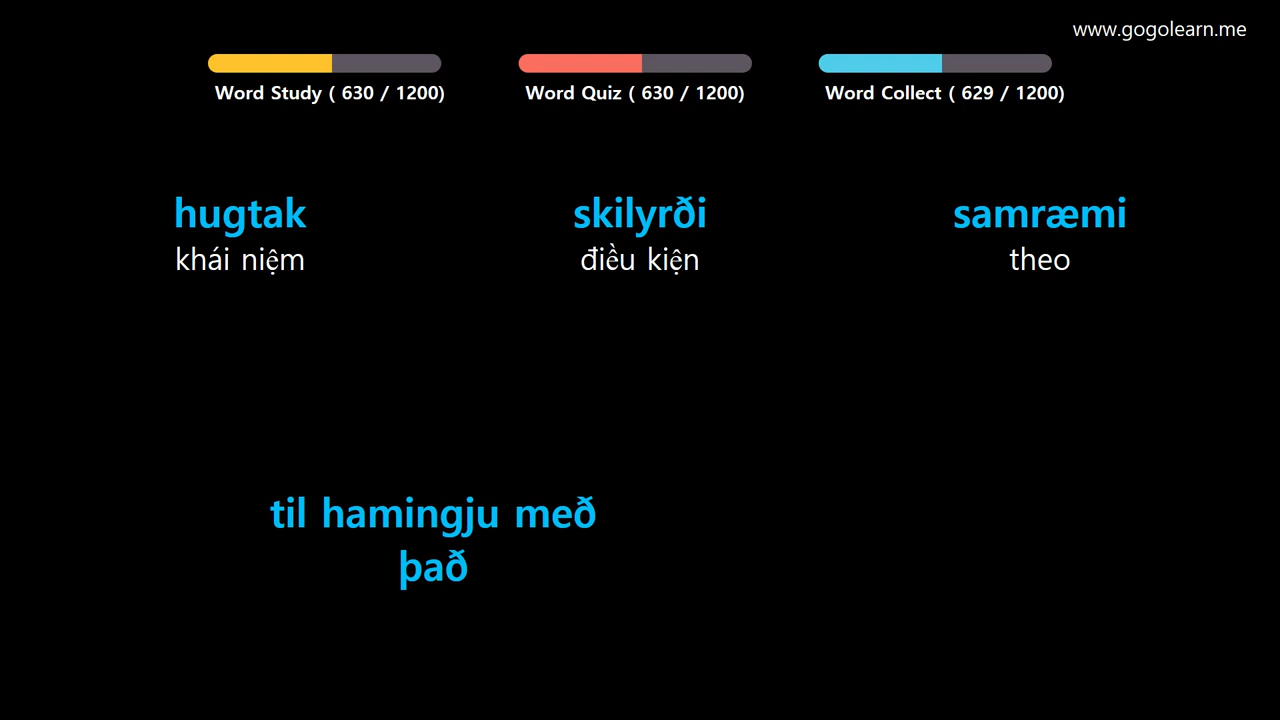 www.gogolearn.me
Word Study ( 630 / 1200)
Word Quiz ( 630 / 1200)
Word Collect ( 629 / 1200)
hugtak
khái niệm
skilyrði
điều kiện
samræmi
theo
til hamingju með
það